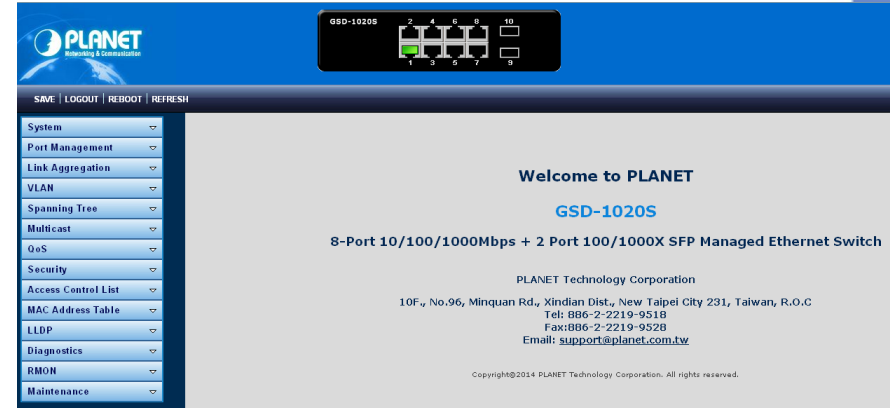 PLANET
Networking & Communication
GSD-1020S
2 4 6 8 10
1 3 5 7 9
SAVE | LOGOUT | REBOOT | REFRESH
System
Port Management
Link Aggregation
VLAN
Spanning Tree
Multicast
QoS
Security
Access Control List
MAC Address Table
LLDP
Diagnostics
RMON
Maintenance
Welcome to PLANET
GSD-1020S
8-Port 10/100/1000Mbps + 2 Port 100/1000X SFP Managed Ethernet Switch
PLANET Technology Corporation
10F., No.96, Minquan Rd., Xindian Dist., New Taipei City 231, Taiwan, R.O.C
Tel: 886-2-2219-9518
Fax:886-2-2219-9528
Email: support@planet.com.tw
Copyright©2014 PLANET Technology Corporation. All rights reserved.